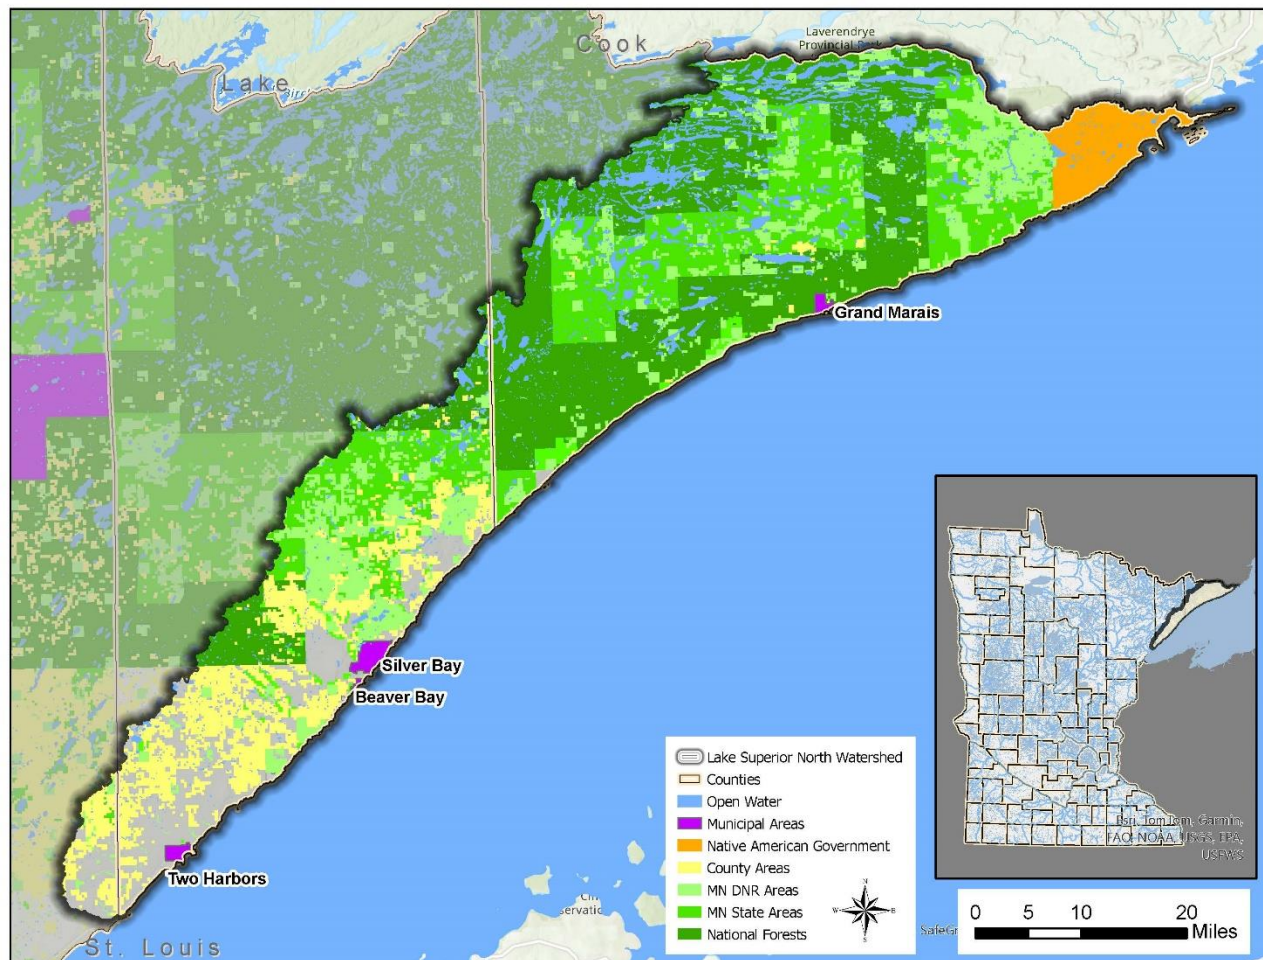 Cook
Laverendrye
Provincial Park
Lake
Grand Marais
Silver Bay
Beaver Bay
Two Harbors
St. Louis
Lake Superior North Watershed
Counties
Open Water
Municipal Areas
Native American Government
County Areas
MN DNR Areas
MN State Areas
National Forests
N
W
E
S
Esri, TomTom, Garmin,
FAO, NOAA, USGS, EPA,
USFWS
0 5 10 20
Miles